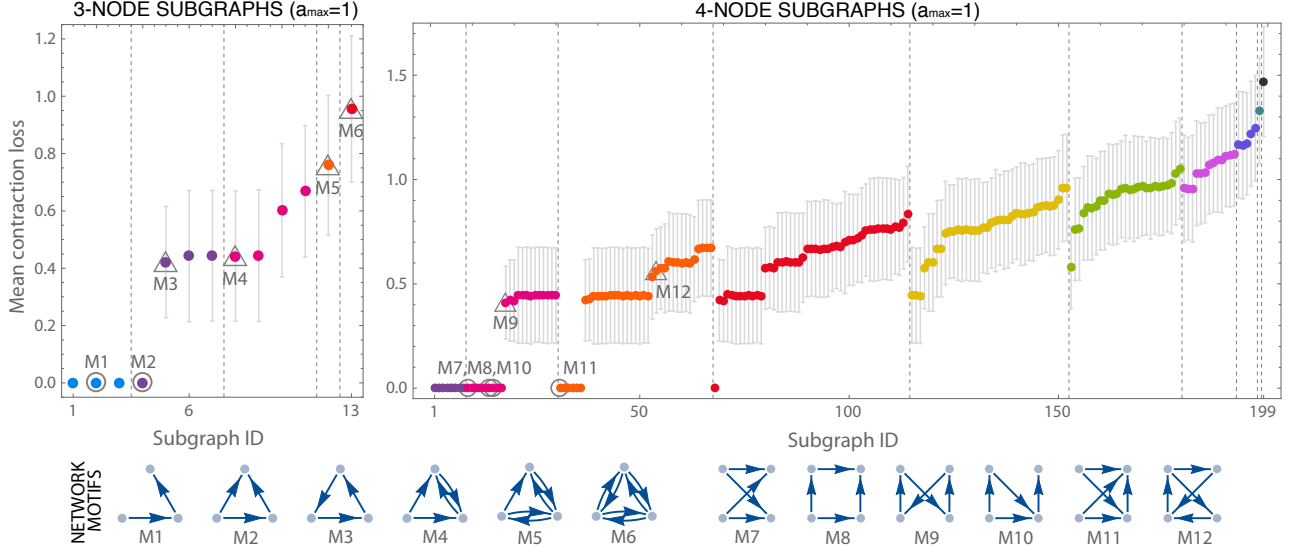 3-NODE SUBGRAPHS (amax=1)
4-NODE SUBGRAPHS (amax=1)
Mean contraction loss
1.2
1.0
0.8
0.6
0.4
0.2
0.0
M1
M2
M3
M4
M5
M6
1
6
13
Subgraph ID
1.5
1.0
0.5
0.0
M7,M8,M10
M9
M11
M12
1
50
100
150
199
Subgraph ID
NETWORK
MOTIFS
M1
M2
M3
M4
M5
M6
M7
M8
M9
M10
M11
M12